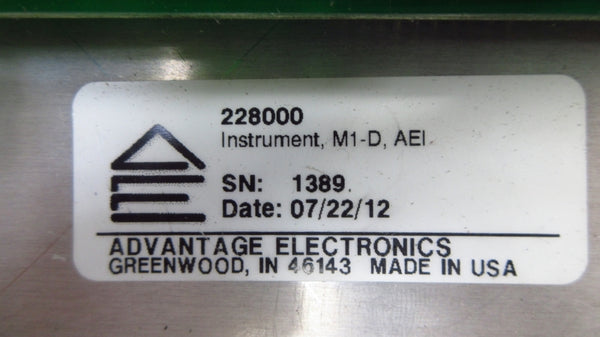 228000
Instrument, M1-D, AEI
SN: 1389
Date: 07/22/12
ADVANTAGE ELECTRONICS
GREENWOOD, IN 46143 MADE IN USA